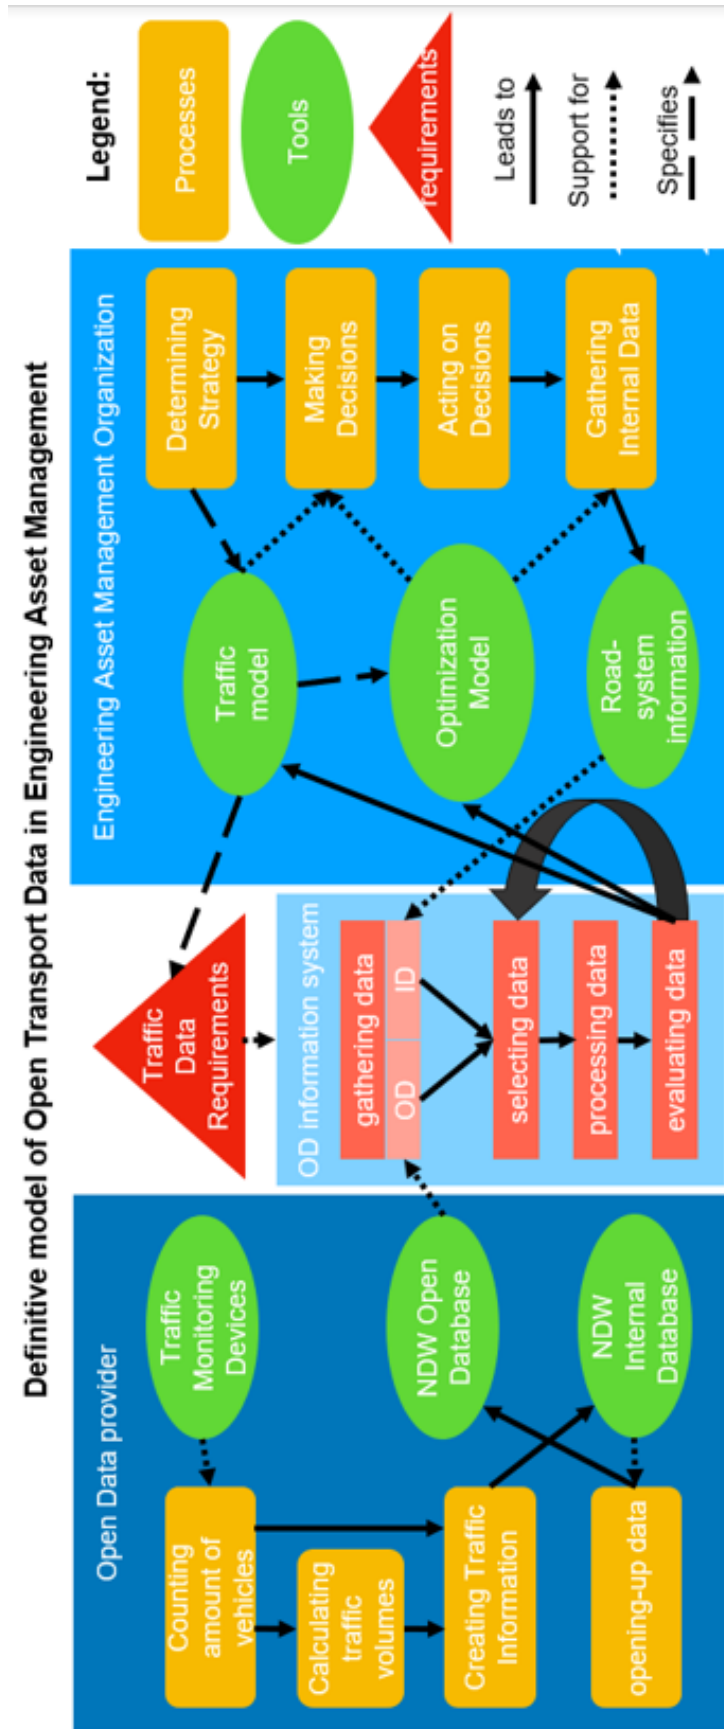 Definitive model of Open Transport Data in Engineering Asset Management
Open Data provider
Counting
amount of
vehicles
Calculating
traffic
volumes
Creating Traffic
Information
opening-up data
Traffic
Monitoring
Devices
NDW Open
Database
NDW
Internal
Database
Traffic
Data
Requirements
OD information system
gathering data
OD
ID
selecting data
processing data
evaluating data
Engineering Asset Management Organization
Traffic
model
Optimization
Model
Road-
system
information
Determining
Strategy
Making
Decisions
Acting on
Decisions
Gathering
Internal Data
Legend:
Processes
Tools
requirements
Leads to
Support for
Specifies